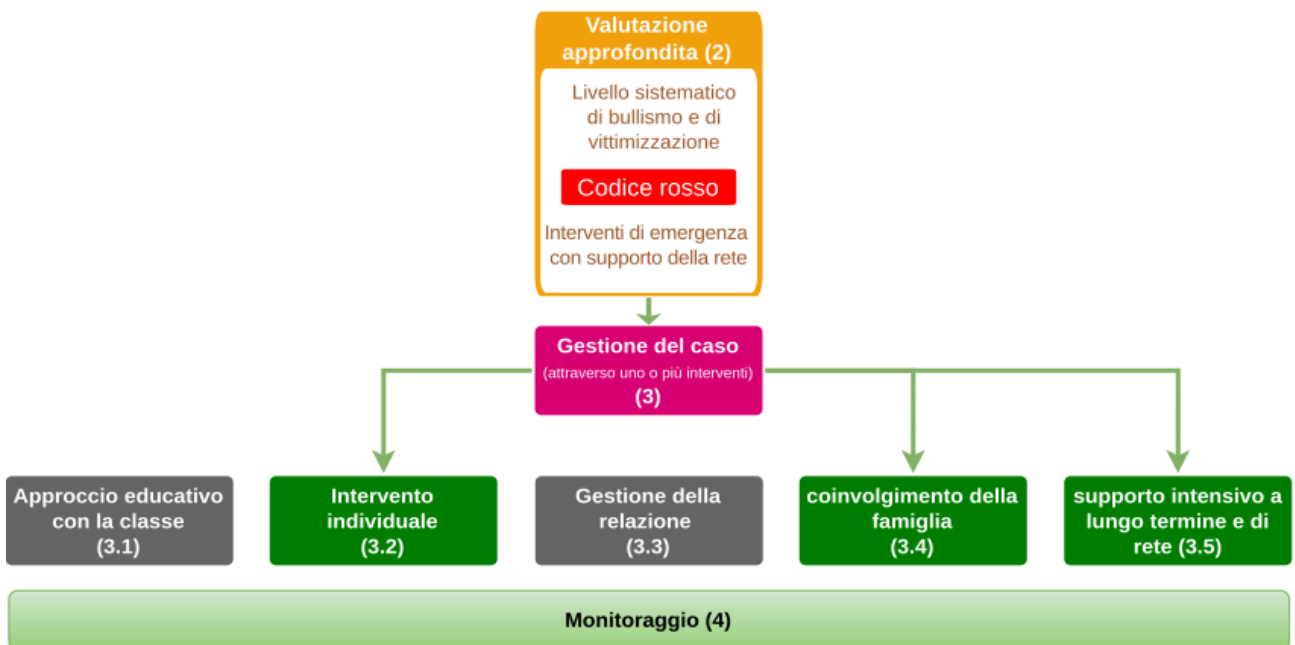 Valutazione
approfondita (2)
Livello sistematico
di bullismo e di
vittimizzazione
Codice rosso
Interventi di emergenza
con supporto della rete
Gestione del caso
(attraverso uno o più interventi)
(3)
Approccio educativo
con la classe
(3.1)
Intervento
individuale
(3.2)
Gestione della
relazione
(3.3)
coinvolgimento della
famiglia
(3.4)
supporto intensivo a
lungo termine e di
rete (3.5)
Monitoraggio (4)